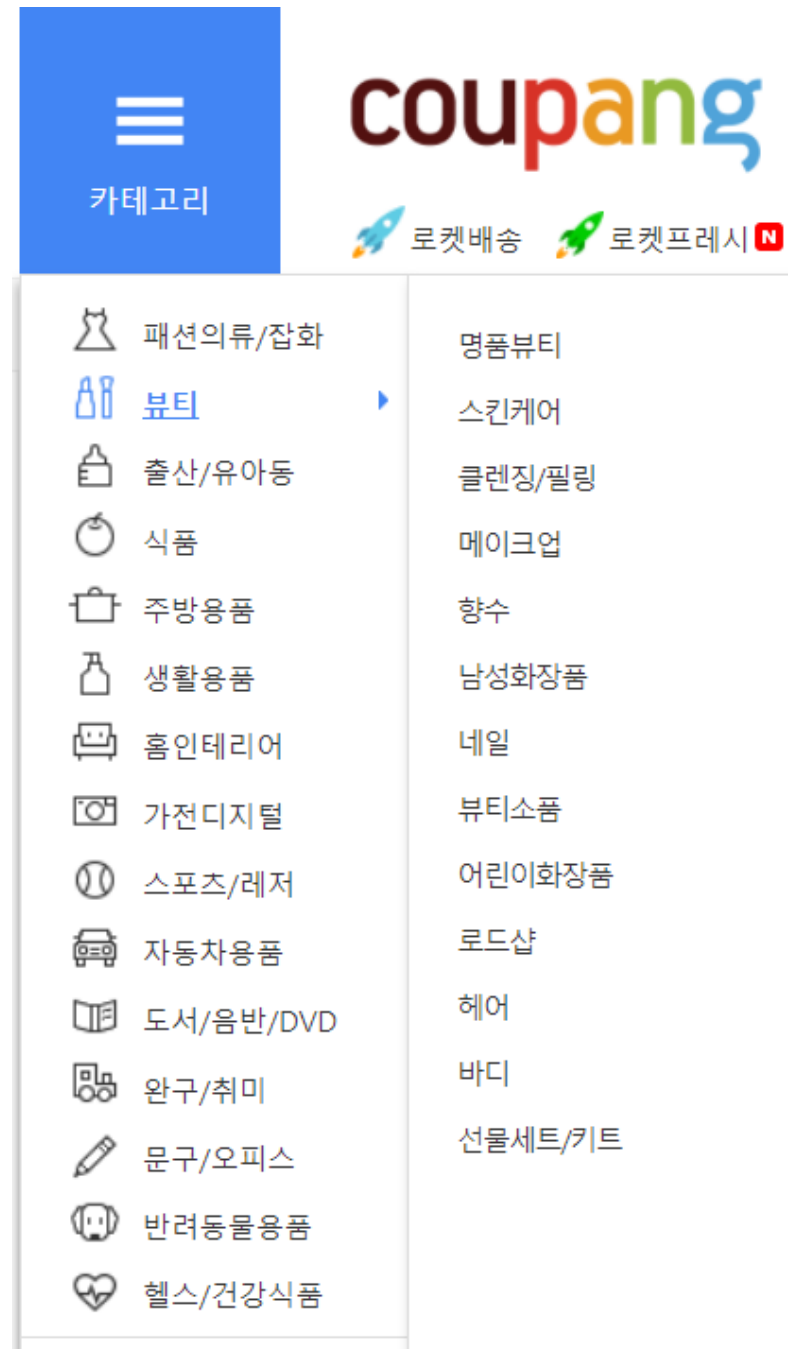 카테고리
coupang
로켓배송 로켓프레시 N
패션의류/잡화
뷰티
출산/유아동
식품
주방용품
생활용품
홈인테리어
가전디지털
스포츠/레저
자동차용품
도서/음반/DVD
완구/취미
문구/오피스
반려동물용품
헬스/건강식품
명품뷰티
스킨케어
클렌징/필링
메이크업
향수
남성화장품
네일
뷰티소품
어린이화장품
로드샵
헤어
바디
선물세트/키트